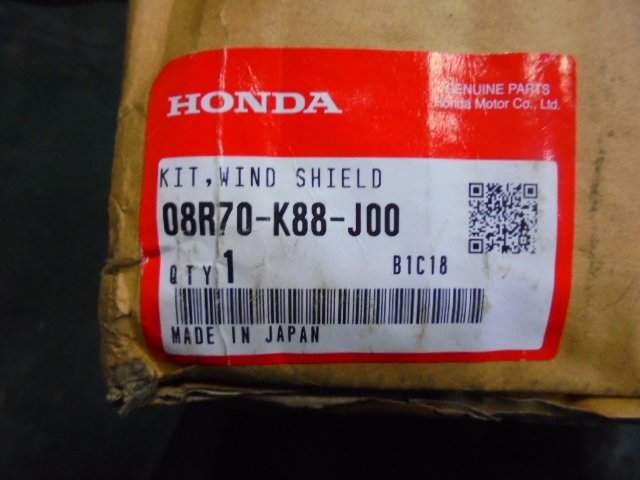 HONDA
GENUINE PARTS
Honda Motor Co., Ltd.
KIT, WIND SHIELD
08R70-K88-J00
QTY 1
B1C18
MADE IN JAPAN